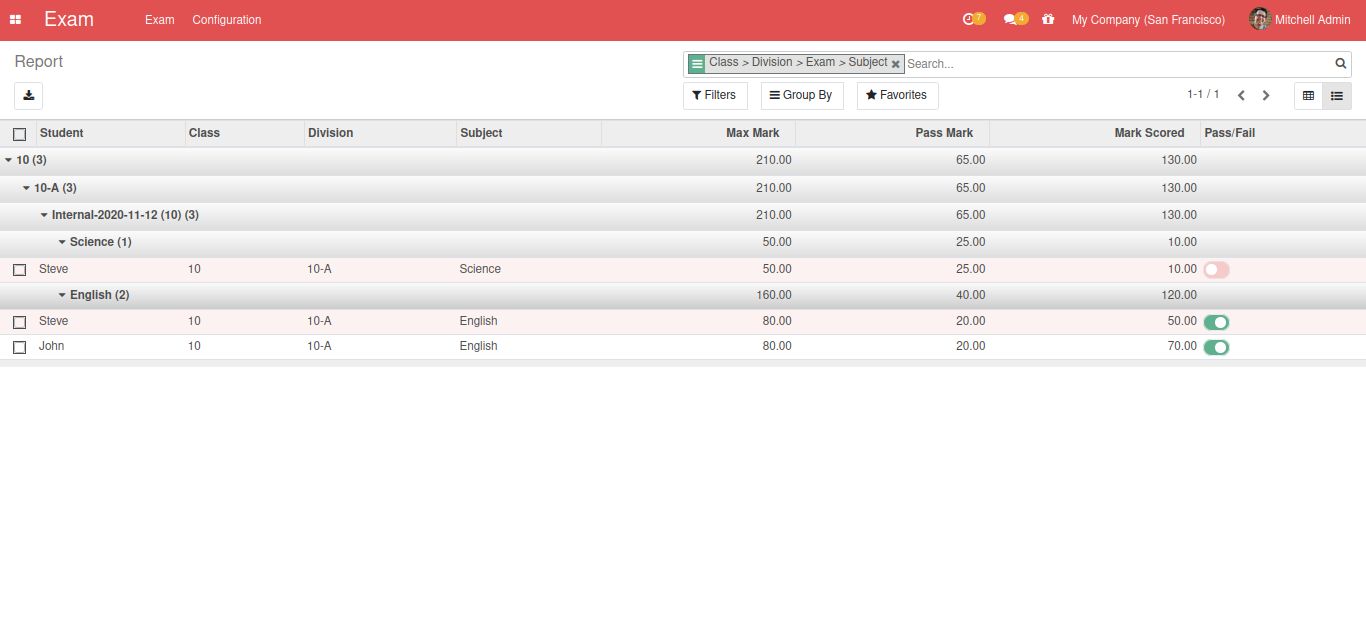 Exam Exam Configuration 7 4 My Company (San Francisco) Mitchell Admin
Report
Class > Division > Exam > Subject Search...
Filters Group By Favorites 1-1 / 1
Student Class Division Subject Max Mark Pass Mark Mark Scored Pass/Fail
10 (3) 210.00 65.00 130.00
10-A (3) 210.00 65.00 130.00
Internal-2020-11-12 (10) (3) 210.00 65.00 130.00
Science (1) 50.00 25.00 10.00
Steve 10 10-A Science 50.00 25.00 10.00
English (2) 160.00 40.00 120.00
Steve 10 10-A English 80.00 20.00 50.00
John 10 10-A English 80.00 20.00 70.00